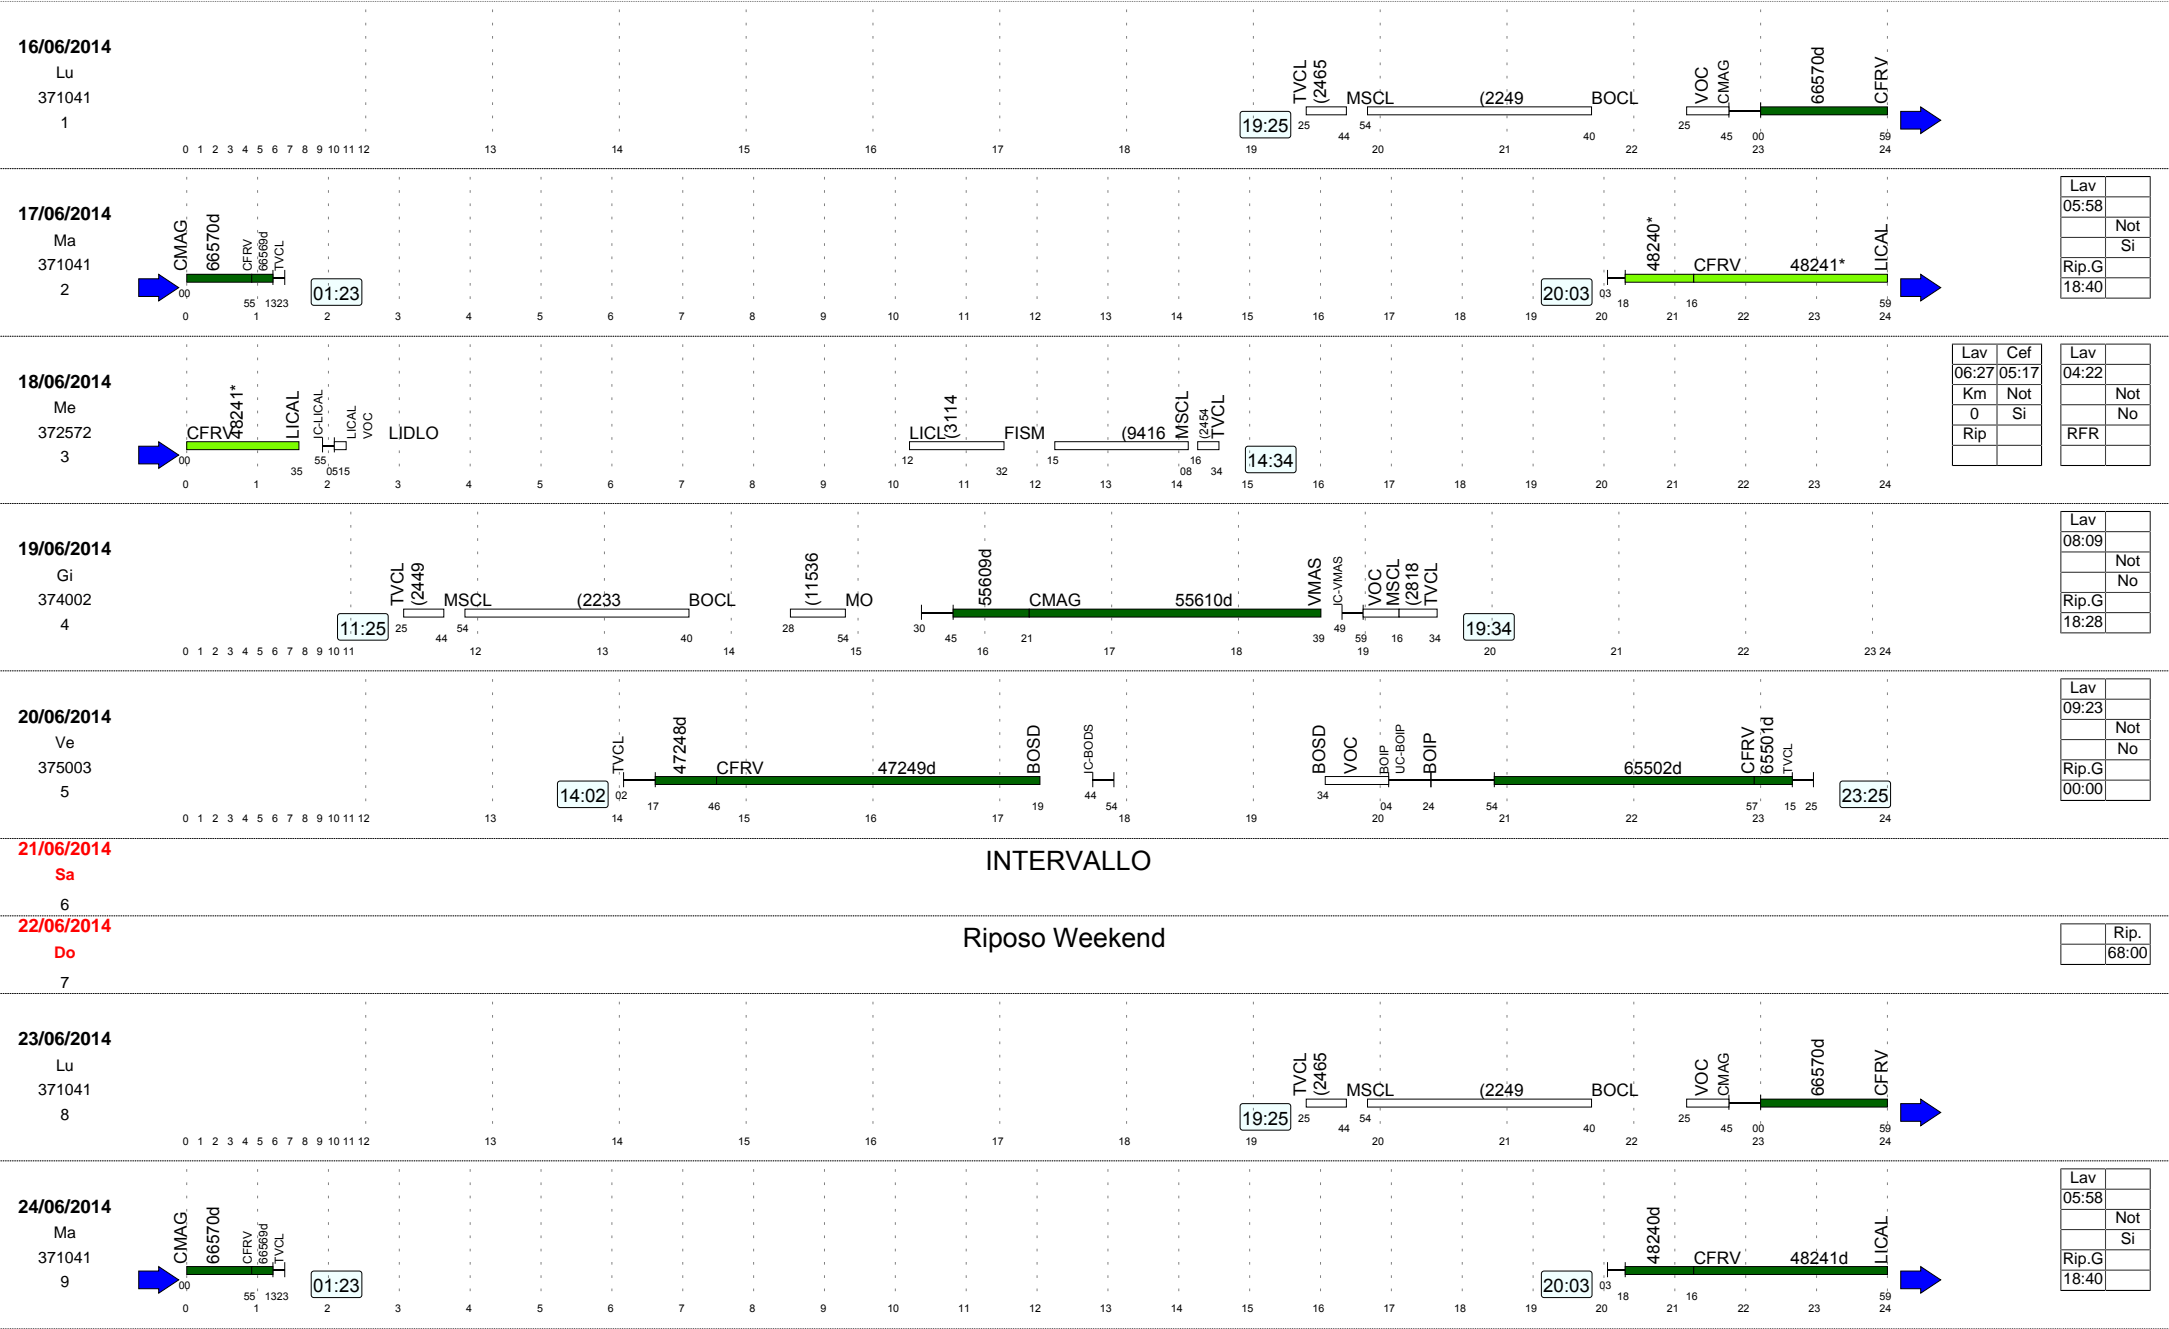 16/06/2014
Lu
371041
1
TVCL
(2465
MSCL
(2249
BOCL
VOC
CMAG
66570d
CFRV
19:25
25
44
54
40
25
45
00
59
0 1 2 3 4 5 6 7 8 9 10 11 12 13 14 15 16 17 18 19 20 21 22 23 24
17/06/2014
Ma
371041
2
CMAG
66570d
CFRV
66569d
TVCL
00
55
1323
01:23
20:03
03
18
48240*
16
CFRV
48241*
LICAL
59
0 1 2 3 4 5 6 7 8 9 10 11 12 13 14 15 16 17 18 19 20 21 22 23 24
Lav
05:58
Not
Si
Rip.G
18:40
18/06/2014
Me
372572
3
CFRV
48241*
LICAL
IC-LICAL
LICAL
VOC
LIDLO
00
35
55
0515
LICL
(3114
FISM
(9416
MSCL
(2454
TVCL
12
32
15
08
16
34
14:34
0 1 2 3 4 5 6 7 8 9 10 11 12 13 14 15 16 17 18 19 20 21 22 23 24
Lav Cef
06:27 05:17
Km Not
0 Si
Rip
Lav
04:22
Not
No
RFR
19/06/2014
Gi
374002
4
11:25
TVCL
(2449
MSCL
(2233
BOCL
(11536
MO
55609d
CMAG
55610d
VMAS
IC-VMAS
VOC
MSCL
(2818
TVCL
25
44
54
40
28
54
30
45
21
39
49
59
16
34
19:34
0 1 2 3 4 5 6 7 8 9 10 11 12 13 14 15 16 17 18 19 20 21 22 23 24
Lav
08:09
Not
No
Rip.G
18:28
20/06/2014
Ve
375003
5
14:02
TVCL
47248d
CFRV
47249d
BOSD
IC-BODS
BOSD
VOC
BOIP
UC-BOIP
BOIP
65502d
CFRV
65501d
TVCL
02
17
46
19
44
54
34
04
24
54
57
15
25
23:25
0 1 2 3 4 5 6 7 8 9 10 11 12 13 14 15 16 17 18 19 20 21 22 23 24
Lav
09:23
Not
No
Rip.G
00:00
21/06/2014
Sa
6
INTERVALLO
22/06/2014
Do
7
Riposo Weekend
Rip.
68:00
23/06/2014
Lu
371041
8
TVCL
(2465
MSCL
(2249
BOCL
VOC
CMAG
66570d
CFRV
19:25
25
44
54
40
25
45
00
59
0 1 2 3 4 5 6 7 8 9 10 11 12 13 14 15 16 17 18 19 20 21 22 23 24
24/06/2014
Ma
371041
9
CMAG
66570d
CFRV
66569d
TVCL
00
55
1323
01:23
20:03
03
18
48240d
16
CFRV
48241d
LICAL
59
0 1 2 3 4 5 6 7 8 9 10 11 12 13 14 15 16 17 18 19 20 21 22 23 24
Lav
05:58
Not
Si
Rip.G
18:40